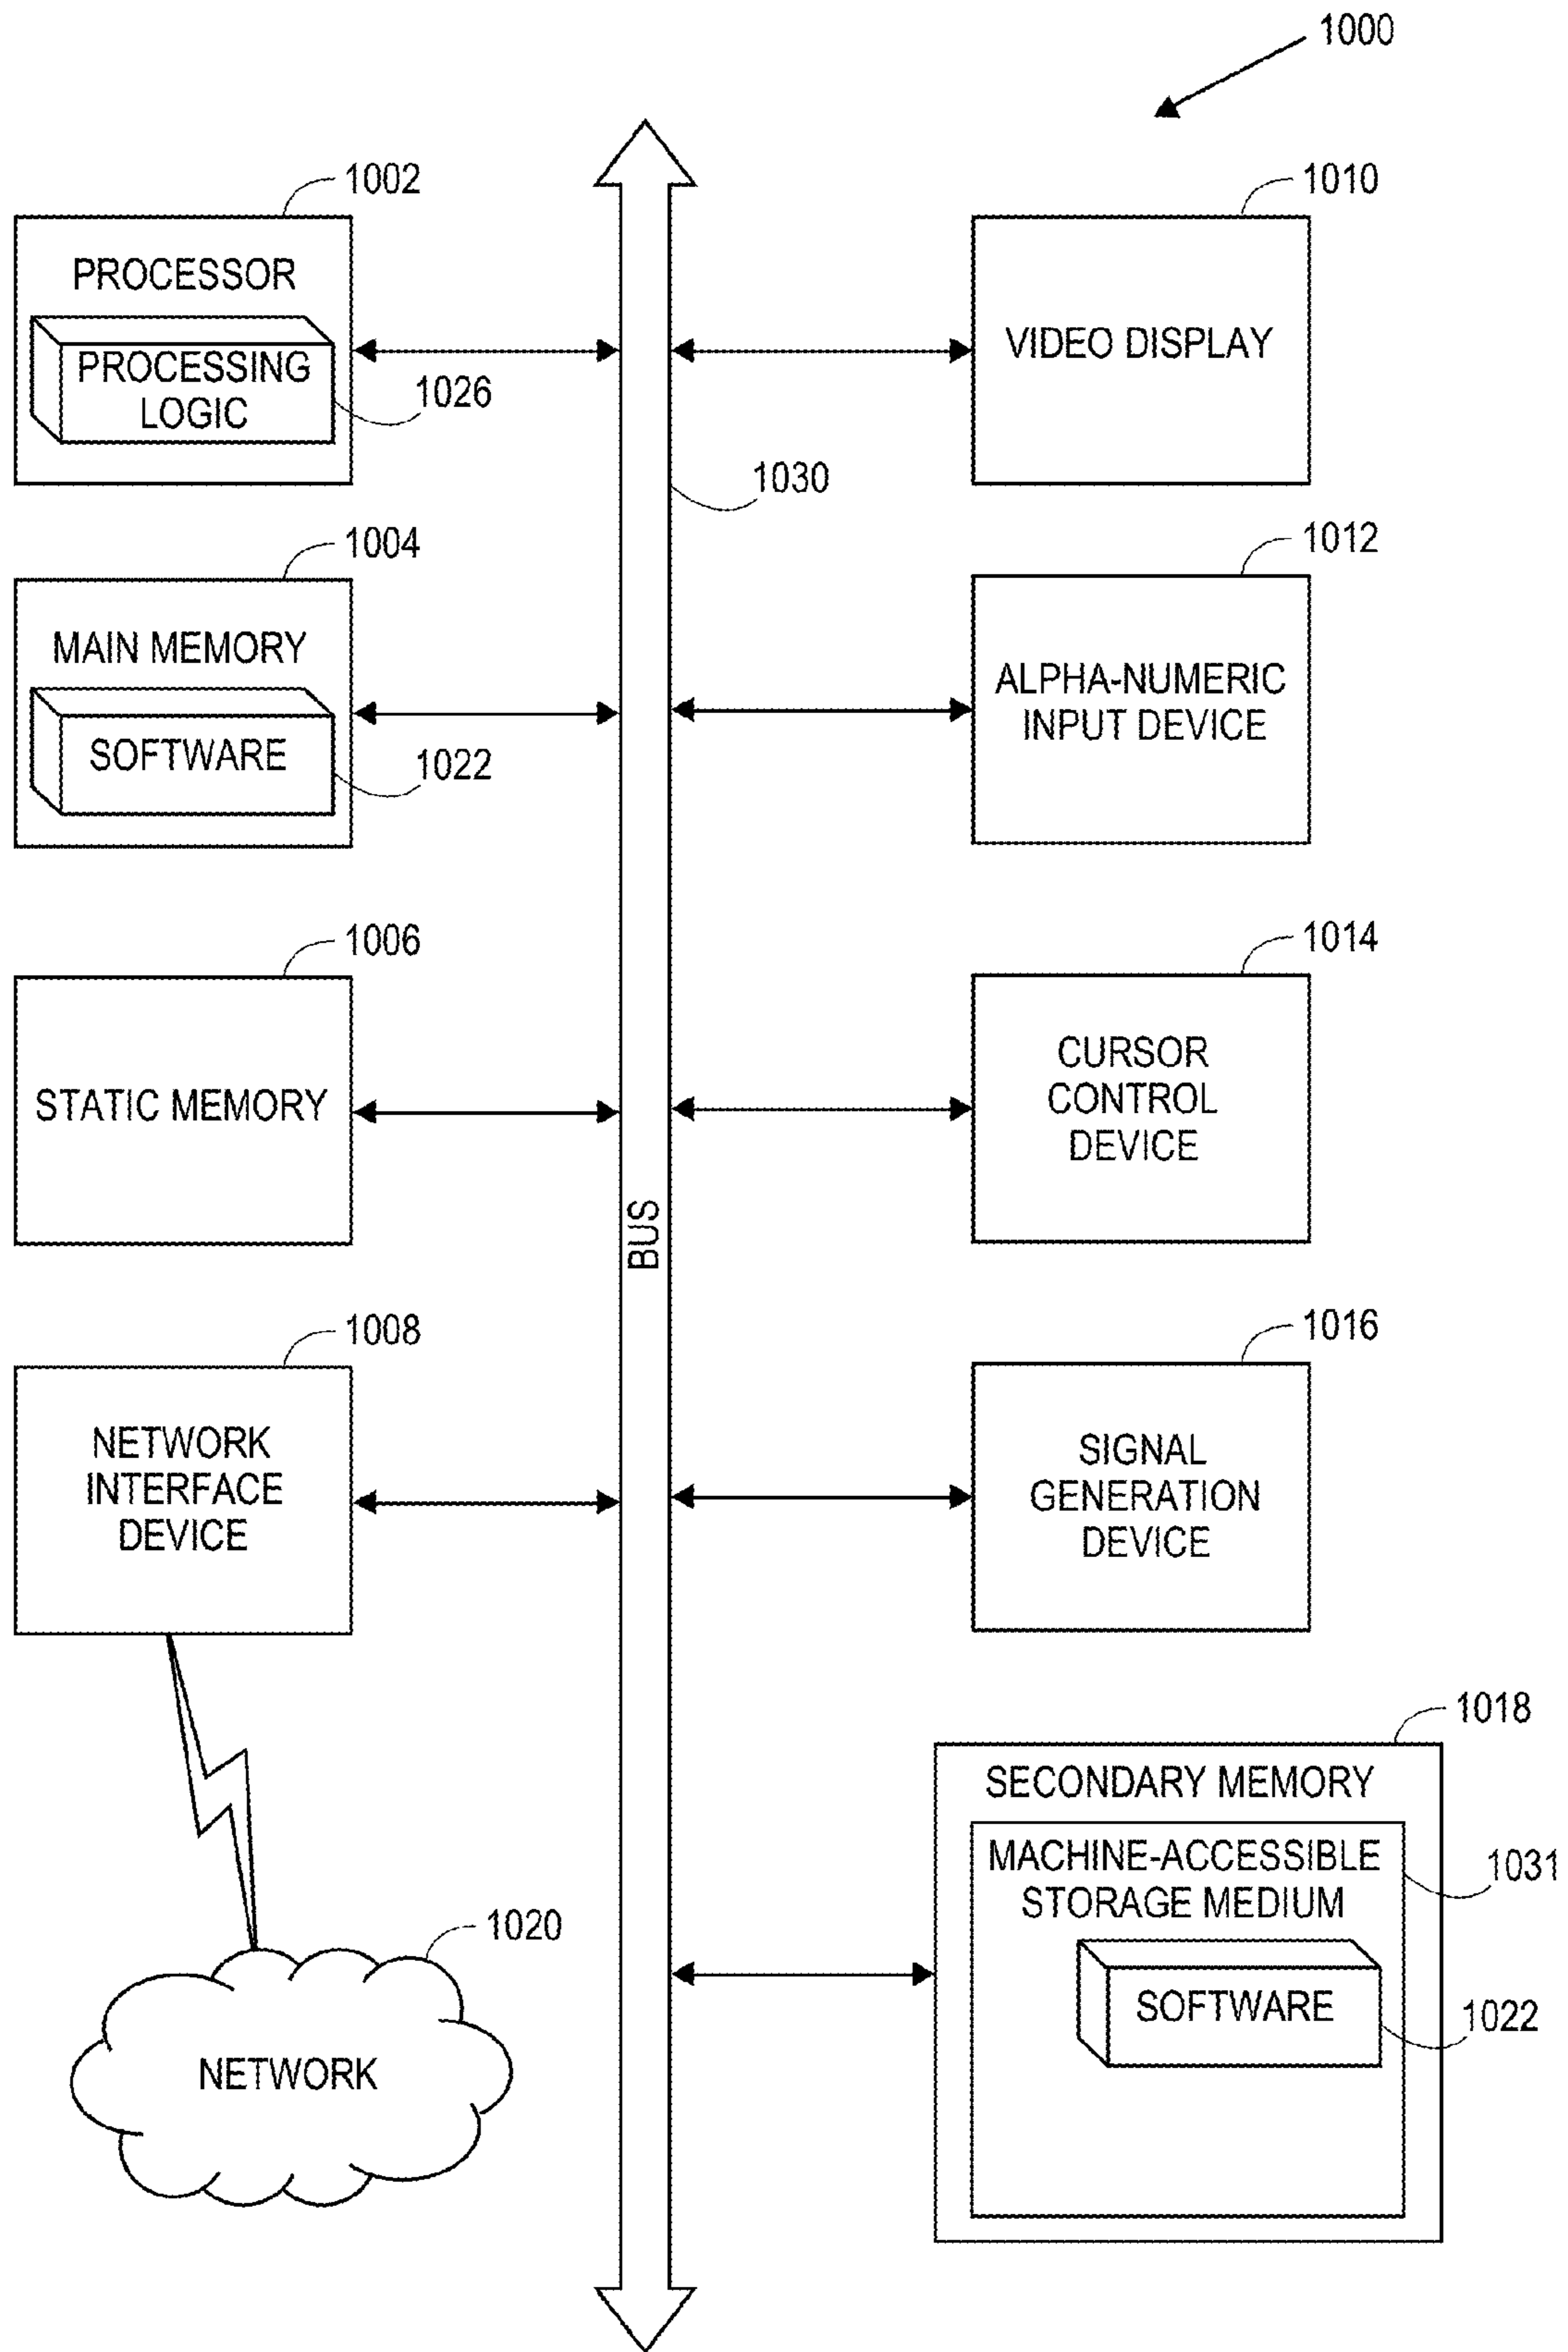 1000
1002
PROCESSOR
PROCESSING
LOGIC
1026
1010
VIDEO DISPLAY
1030
1004
MAIN MEMORY
SOFTWARE
1022
1012
ALPHA-NUMERIC
INPUT DEVICE
1006
STATIC MEMORY
1014
CURSOR
CONTROL
DEVICE
BUS
1008
NETWORK
INTERFACE
DEVICE
1016
SIGNAL
GENERATION
DEVICE
1018
SECONDARY MEMORY
MACHINE-ACCESSIBLE
STORAGE MEDIUM
1031
SOFTWARE
1022
1020
NETWORK